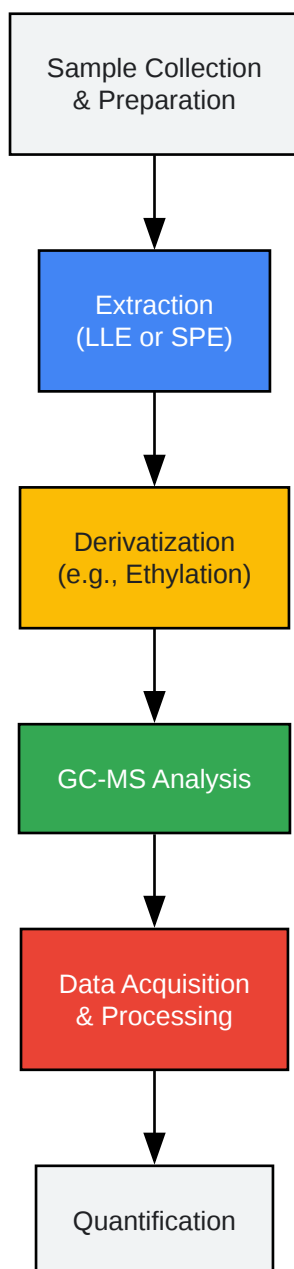 Sample Collection
& Preparation
Extraction
(LLE or SPE)
Derivatization
(e.g., Ethylation)
GC-MS Analysis
Data Acquisition
& Processing
Quantification